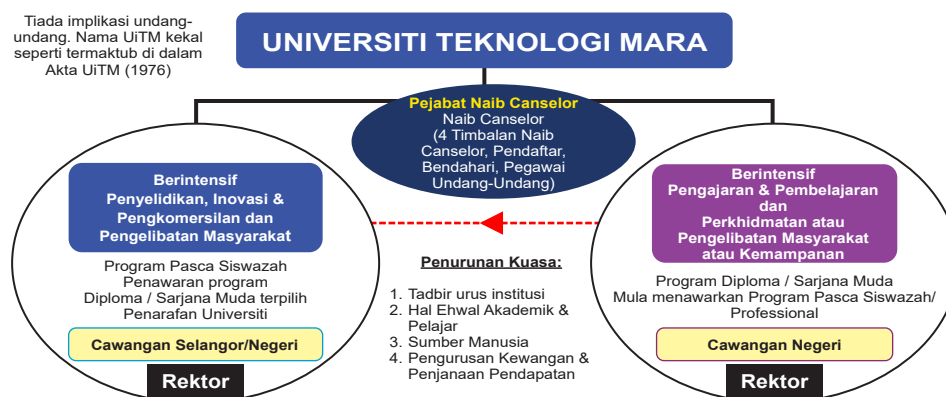 Tiada implikasi undang-
undang. Nama UiTM kekal
seperti termaktub di dalam
Akta UiTM (1976)
UNIVERSITI TEKNOLOGI MARA
Pejabat Naib Canselor
Naib Canselor
(4 Timbalan Naib
Canselor, Pendaftar,
Bendahari, Pegawai
Undang-Undang)
Berintensif
Penyelidikan, Inovasi &
Pengkomersilan dan
Pengelibatan Masyarakat
Program Pasca Siswazah
Penawaran program
Diploma / Sarjana Muda terpilih
Penarafan Universiti
Cawangan Selangor/Negeri
Rektor
Penurunan Kuasa:
1. Tadbir urus institusi
2. Hal Ehwal Akademik &
Pelajar
3. Sumber Manusia
4. Pengurusan Kewangan &
Penjanaan Pendapatan
Berintensif
Pengajaran & Pembelajaran
dan
Perkhidmatan atau
Pengelibatan Masyarakat
atau Kemampanan
Program Diploma / Sarjana Muda
Mula menawarkan Program Pasca Siswazah/
Professional
Cawangan Negeri
Rektor